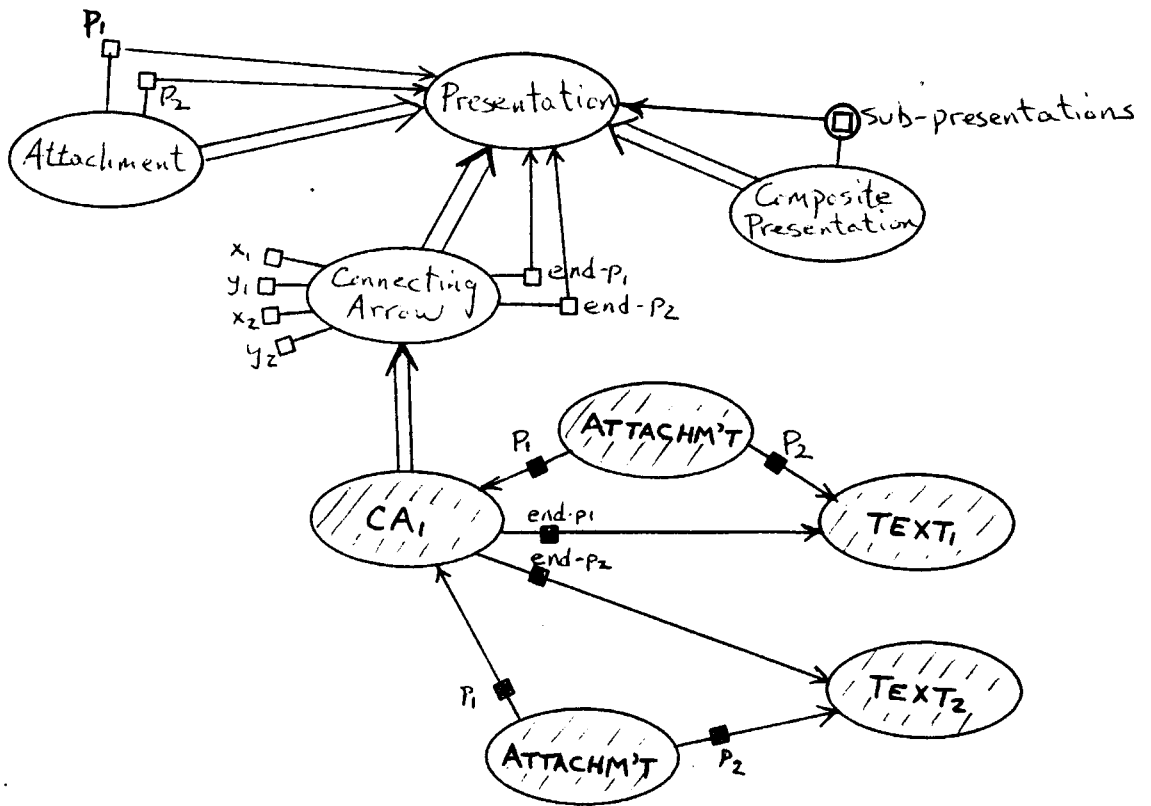 P₁
P₂
Presentation
sub-presentations
Attachment
Composite
Presentation
x₁
y₁
x₂
y₂
Connecting
Arrow
end-p₁
end-p₂
ATTACHM'T
P₁
P₂
CA₁
end-p₁
end-p₂
TEXT₁
P₁
TEXT₂
ATTACHM'T
P₂